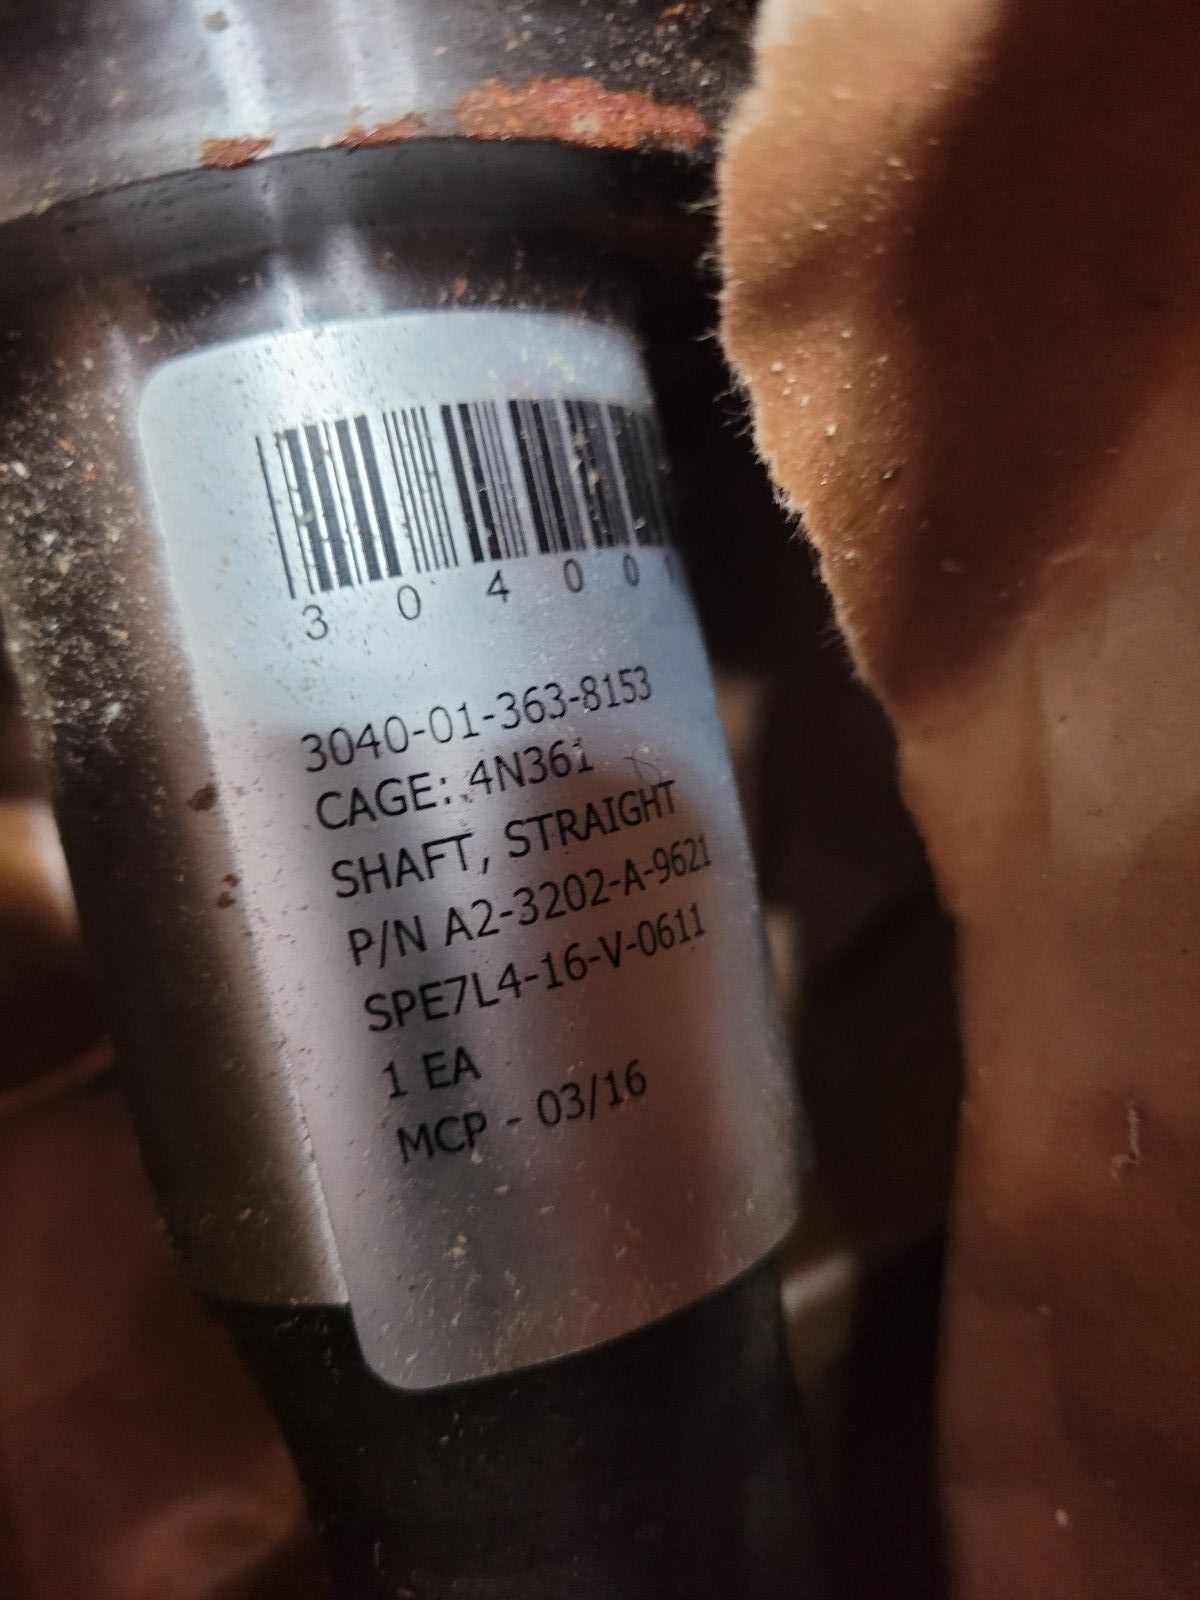 3 0 4 0 0 1
3040-01-363-8153
CAGE: 4N361
SHAFT, STRAIGHT
P/N A2-3202-A-9621
SPE7L4-16-V-0611
1 EA
MCP - 03/16